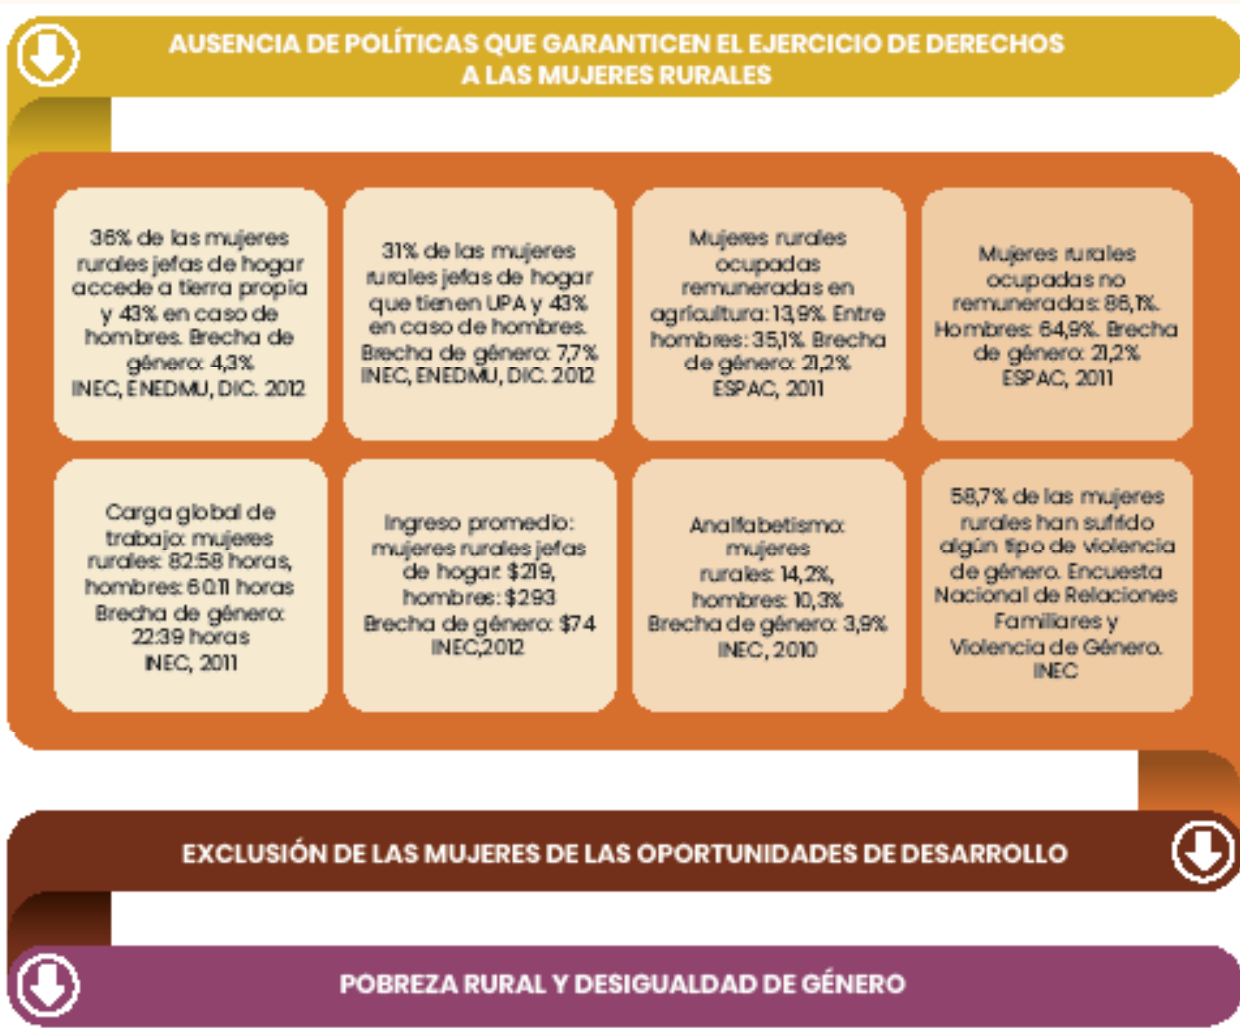 AUSENCIA DE POLÍTICAS QUE GARANTICEN EL EJERCICIO DE DERECHOS
A LAS MUJERES RURALES
36% de las mujeres
rurales jefas de hogar
accede a tierra propia
y 43% en caso de
hombres. Brecha de
género: 4,3%
INEC, ENEDMU, DIC. 2012
31% de las mujeres
rurales jefas de hogar
que tienen UPA y 43%
en caso de hombres.
Brecha de género: 7,7%
INEC, ENEDMU, DIC. 2012
Mujeres rurales
ocupadas
remuneradas en
agricultura: 13,9%. Entre
hombres: 35,1%. Brecha
de género: 21,2%
ESPAC, 2011
Mujeres rurales
ocupadas no
remuneradas: 86,1%.
Hombres: 64,9%. Brecha
de género: 21,2%
ESPAC, 2011
Carga global de
trabajo: mujeres
rurales: 82:58 horas,
hombres: 60:11 horas
Brecha de género:
22:39 horas
INEC, 2011
Ingreso promedio:
mujeres rurales jefas
de hogar: $219,
hombres: $293
Brecha de género: $74
INEC,2012
Analfabetismo:
mujeres
rurales: 14,2%,
hombres: 10,3%
Brecha de género: 3,9%
INEC, 2010
58,7% de las mujeres
rurales han sufrido
algún tipo de violencia
de género. Encuesta
Nacional de Relaciones
Familiares y
Violencia de Género.
INEC
EXCLUSIÓN DE LAS MUJERES DE LAS OPORTUNIDADES DE DESARROLLO
POBREZA RURAL Y DESIGUALDAD DE GÉNERO